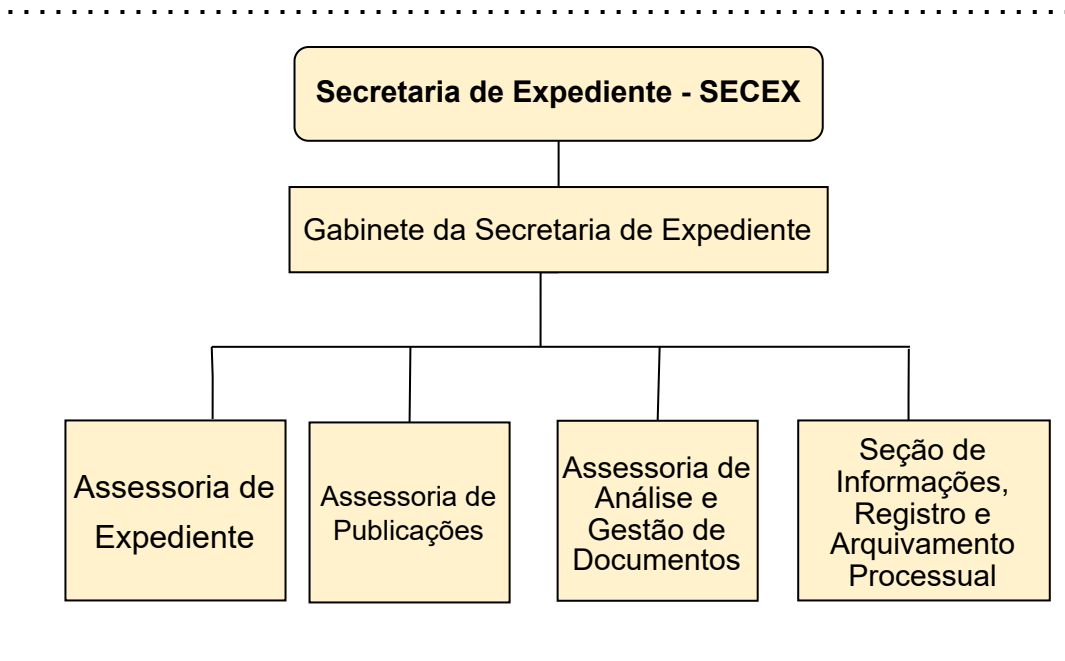 Secretaria de Expediente - SECEX
Gabinete da Secretaria de Expediente
Assessoria de
Expediente
Assessoria de
Publicações
Assessoria de
Análise e
Gestão de
Documentos
Seção de
Informações,
Registro e
Arquivamento
Processual